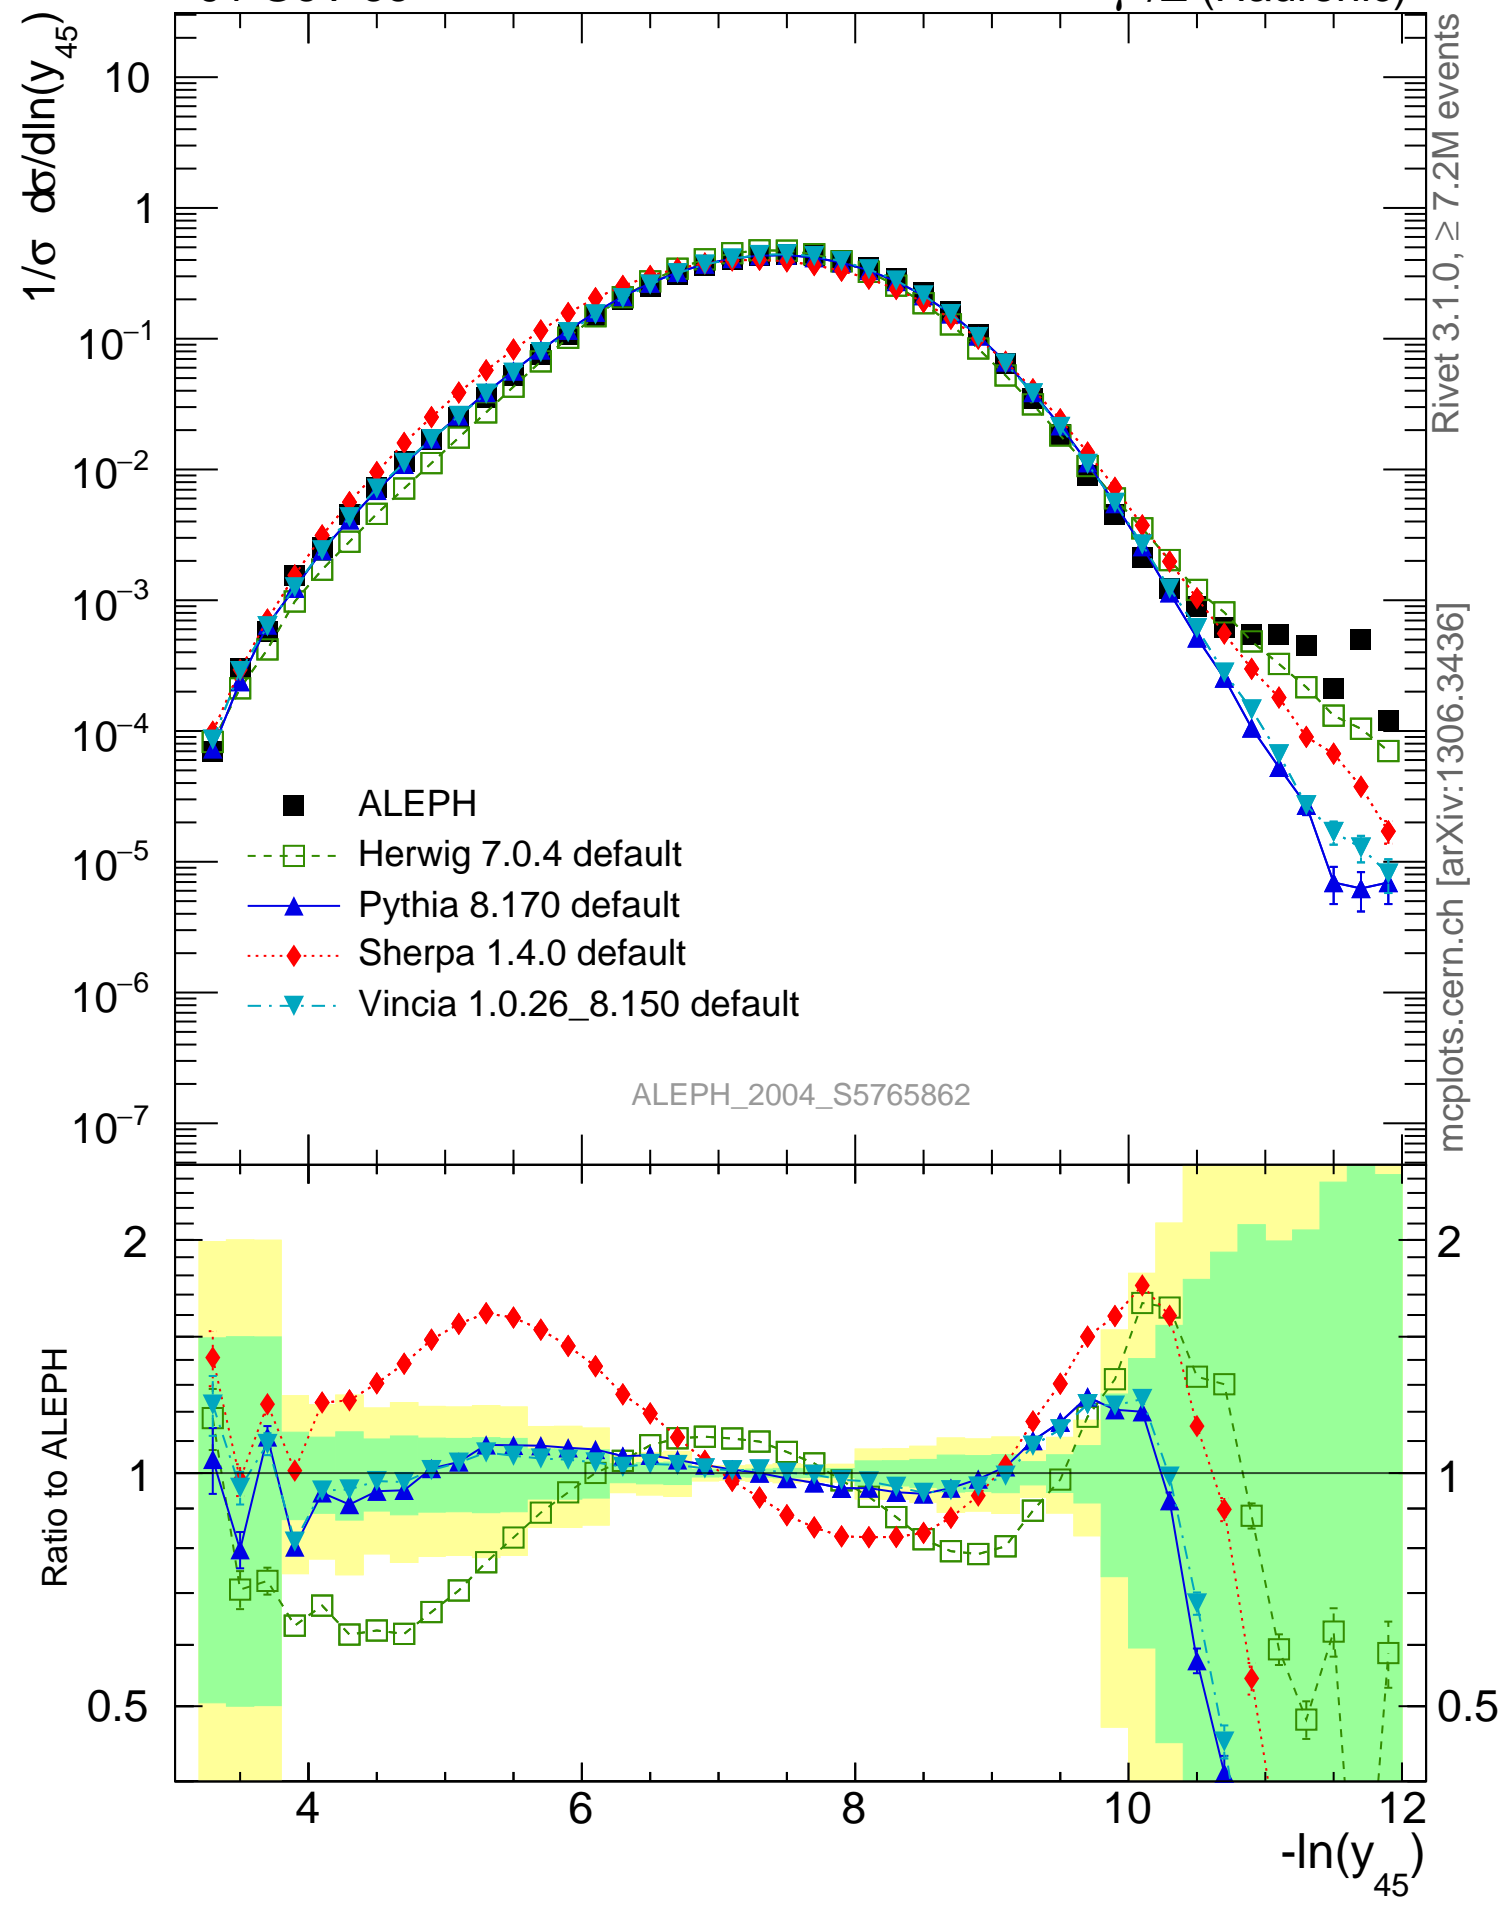 1/σ dσ/dln(y45)
10
1
10−1
10−2
10−3
10−4
10−5
10−6
10−7
ALEPH
Herwig 7.0.4 default
Pythia 8.170 default
Sherpa 1.4.0 default
Vincia 1.0.26_8.150 default
ALEPH_2004_S5765862
Rivet 3.1.0, ≥ 7.2M events
mcplots.cern.ch [arXiv:1306.3436]
Ratio to ALEPH
2
1
0.5
2
1
0.5
4 6 8 10 12
-ln(y45)